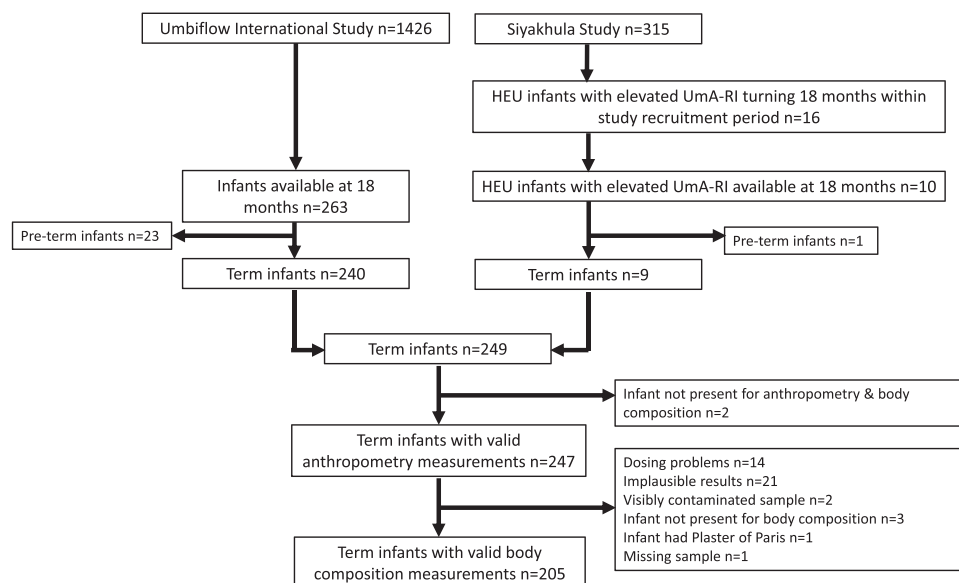 Umbiflow International Study n=1426
Siyakhula Study n=315
HEU infants with elevated UmA-RI turning 18 months within
study recruitment period n=16
Infants available at 18
months n=263
HEU infants with elevated UmA-RI available at 18 months n=10
Pre-term infants n=23
Pre-term infants n=1
Term infants n=240
Term infants n=9
Term infants n=249
Infant not present for anthropometry & body
composition n=2
Term infants with valid
anthropometry measurements n=247
Dosing problems n=14
Implausible results n=21
Visibly contaminated sample n=2
Infant not present for body composition n=3
Infant had Plaster of Paris n=1
Missing sample n=1
Term infants with valid body
composition measurements n=205